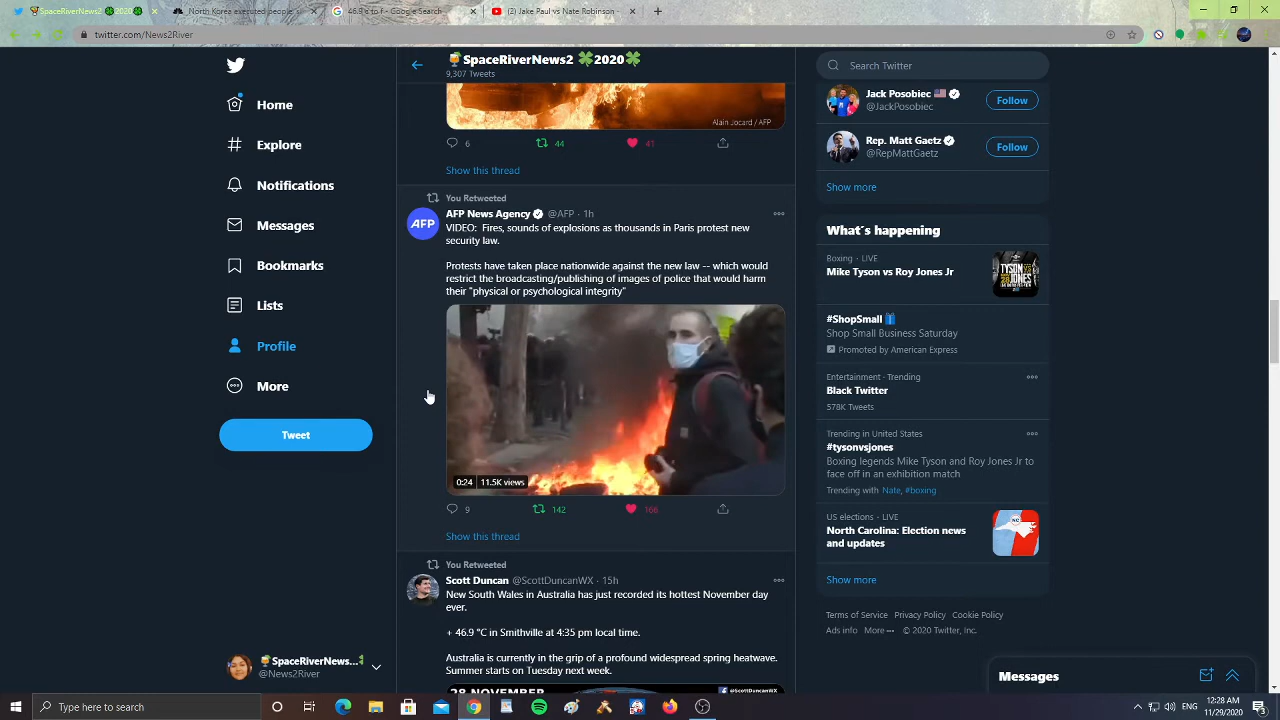 SpaceRiverNews2 2020
North Korea executed people
46.9 c to f - Google Search
(2) Jake Paul vs Nate Robinson -
twitter.com/News2River
SpaceRiverNews2 🍀2020🍀
9,307 Tweets
Search Twitter
Home
Explore
Notifications
Messages
Bookmarks
Lists
Profile
More
Tweet
SpaceRiverNews...
@News2River
Alain Jocard / AFP
6 44 41
Show this thread
You Retweeted
AFP News Agency @AFP · 1h
VIDEO: Fires, sounds of explosions as thousands in Paris protest new
security law.
Protests have taken place nationwide against the new law -- which would
restrict the broadcasting/publishing of images of police that would harm
their "physical or psychological integrity"
AFP
0:24 11.5K views
9 142 166
Show this thread
You Retweeted
Scott Duncan @ScottDuncanWX · 15h
New South Wales in Australia has just recorded its hottest November day
ever.
+ 46.9 °C in Smithville at 4:35 pm local time.
Australia is currently in the grip of a profound widespread spring heatwave.
Summer starts on Tuesday next week.
28 NOVEMBER
@ScottDuncanWX
Jack Posobiec
@JackPosobiec
Follow
Rep. Matt Gaetz
@RepMattGaetz
Follow
Show more
What's happening
Boxing · LIVE
Mike Tyson vs Roy Jones Jr
TYSON
JONES
#ShopSmall
Shop Small Business Saturday
Promoted by American Express
Entertainment · Trending
Black Twitter
578K Tweets
Trending in United States
#tysonvsjones
Boxing legends Mike Tyson and Roy Jones Jr to
face off in an exhibition match
Trending with Nate, #boxing
US elections · LIVE
North Carolina: Election news
and updates
NC
Show more
Terms of Service Privacy Policy Cookie Policy
Ads info More ··· © 2020 Twitter, Inc.
Messages
Type here to search
ENG
12:28 AM
11/29/2020